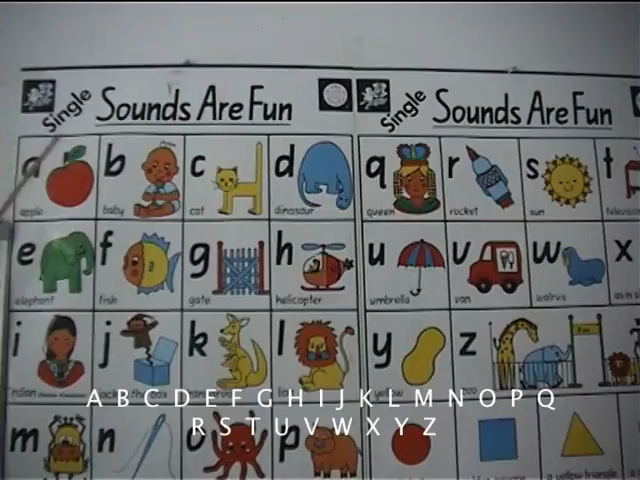 Single Sounds Are Fun
Single Sounds Are Fun
a b c d
apple baby cat dinosaur
q r s t
queen rocket sun
e f g h
elephant fish gate helicopter
u v w x
umbrella van walrus
i j k l
y z
A B C D E F G H I J K L M N O P Q
R S T U V W X Y Z
m n o p